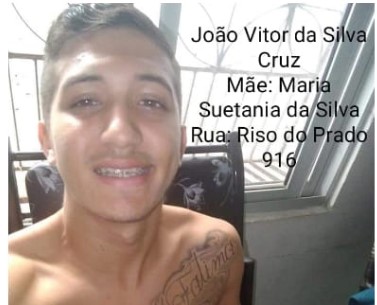 João Vitor da Silva
Cruz
Mãe: Maria
Suetania da Silva
Rua: Riso do Prado
916